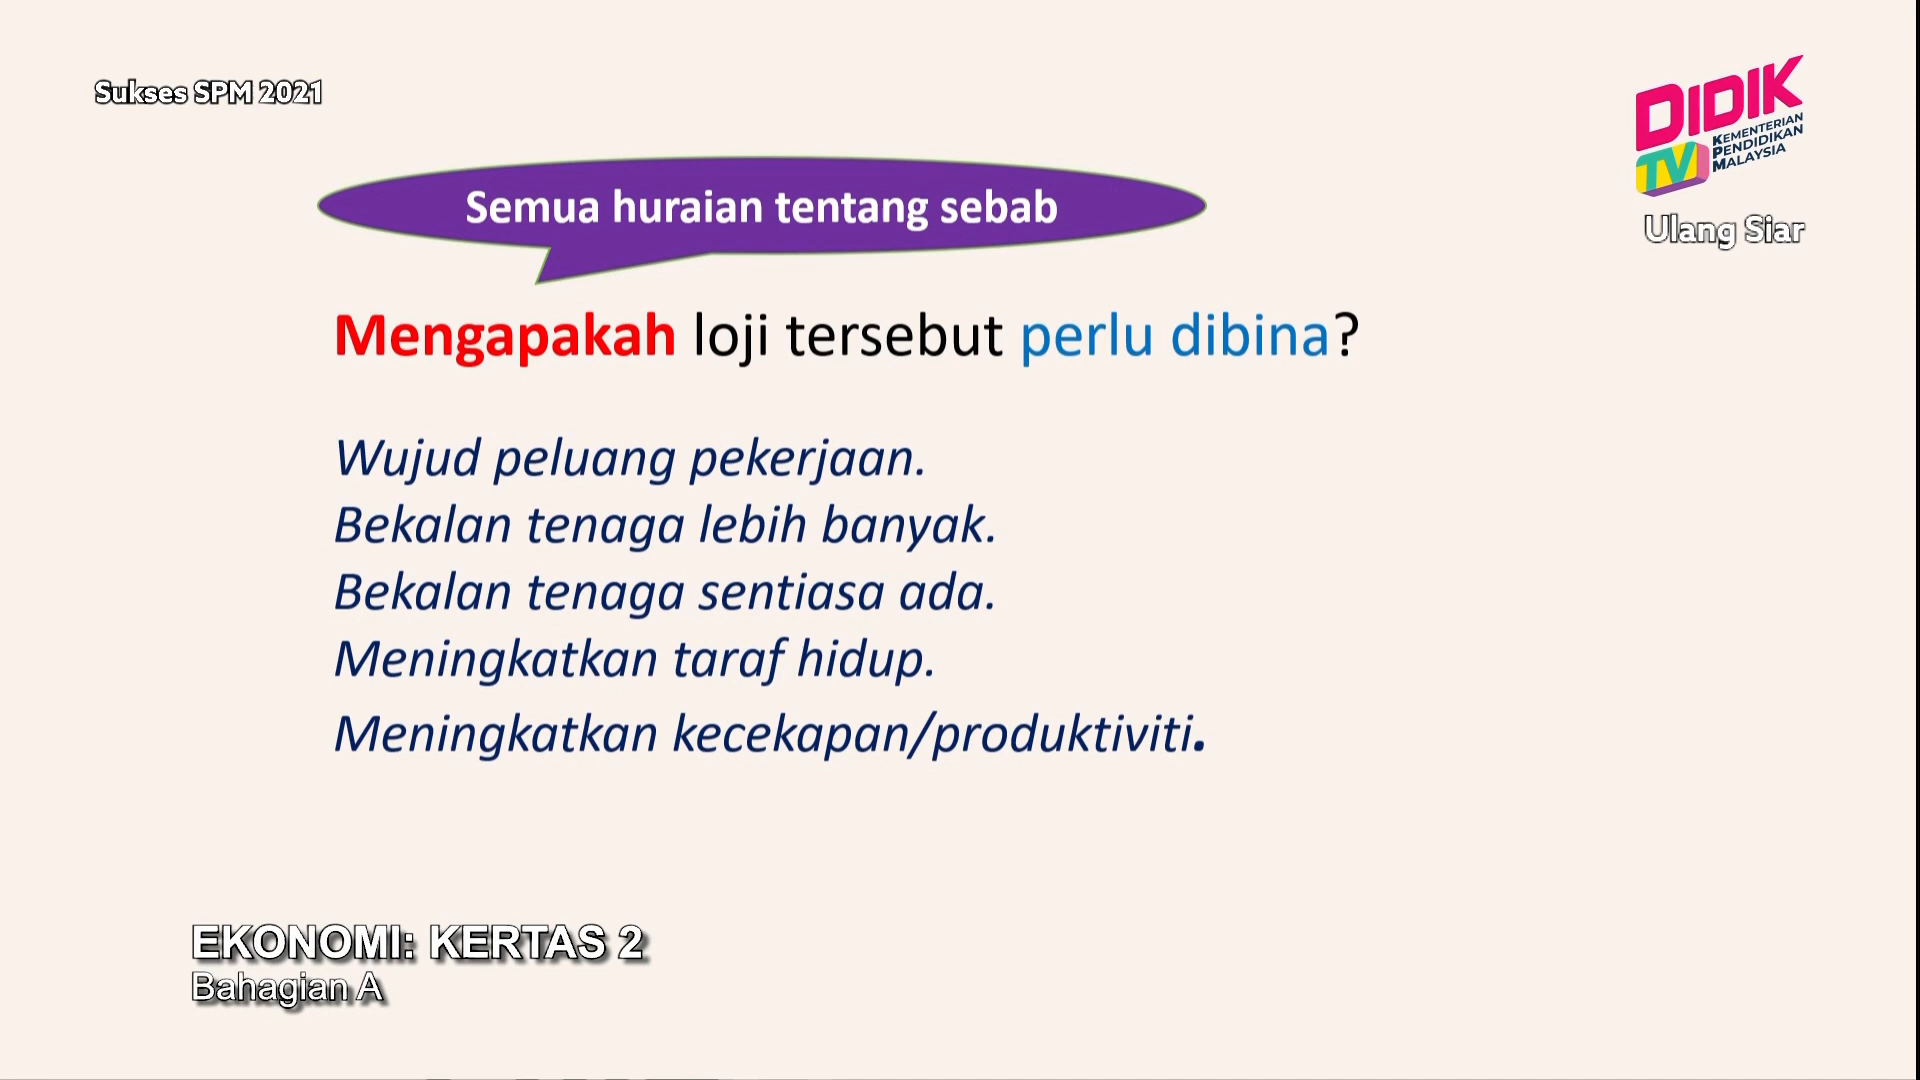 Sukses SPM 2021
DIDIK
TV
KEMENTERIAN
PENDIDIKAN
MALAYSIA
Ulang Siar
Semua huraian tentang sebab
Mengapakah loji tersebut perlu dibina?
Wujud peluang pekerjaan.
Bekalan tenaga lebih banyak.
Bekalan tenaga sentiasa ada.
Meningkatkan taraf hidup.
Meningkatkan kecekapan/produktiviti.
EKONOMI: KERTAS 2
Bahagian A